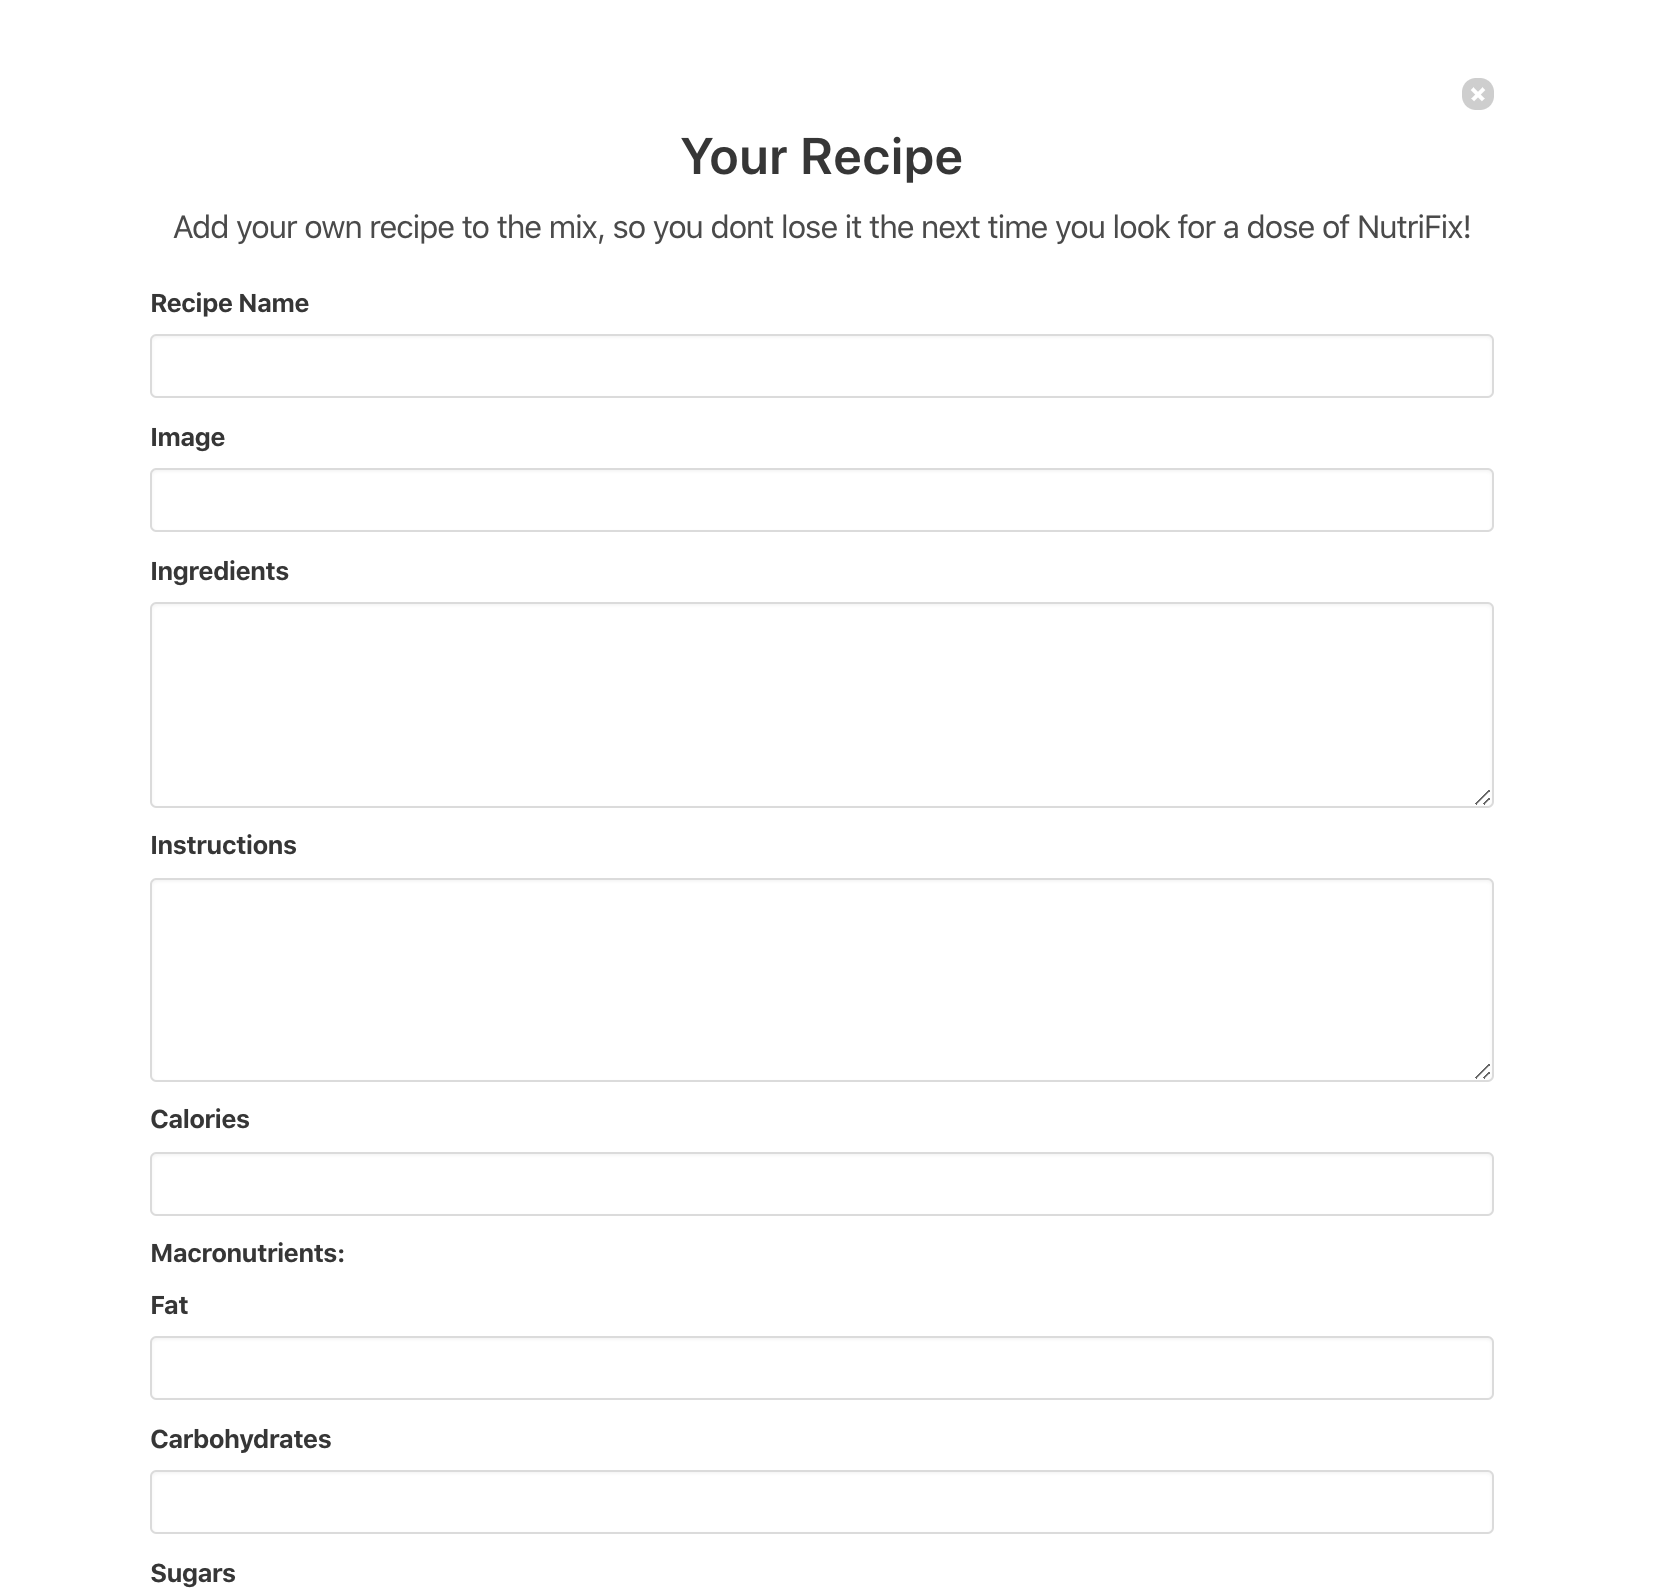 Your Recipe
Add your own recipe to the mix, so you dont lose it the next time you look for a dose of NutriFix!
Recipe Name
Image
Ingredients
Instructions
Calories
Macronutrients:
Fat
Carbohydrates
Sugars